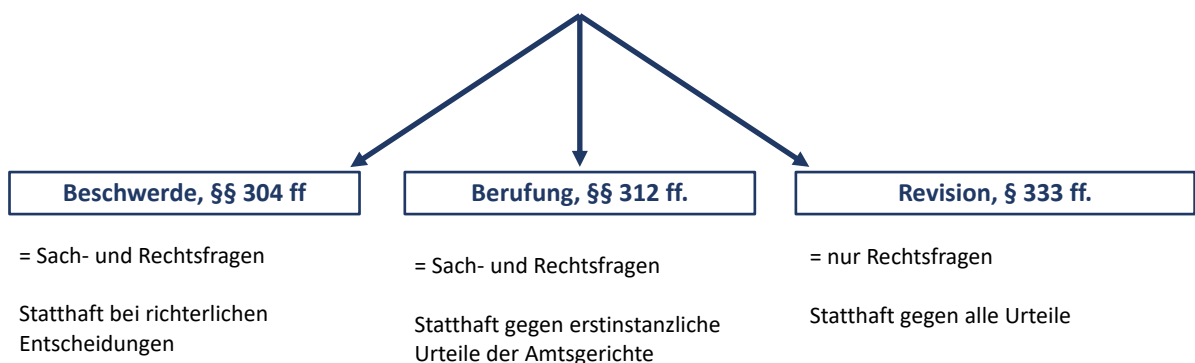 Beschwerde, §§ 304 ff
= Sach- und Rechtsfragen
Statthaft bei richterlichen
Entscheidungen
Berufung, §§ 312 ff.
= Sach- und Rechtsfragen
Statthaft gegen erstinstanzliche
Urteile der Amtsgerichte
Revision, § 333 ff.
= nur Rechtsfragen
Statthaft gegen alle Urteile